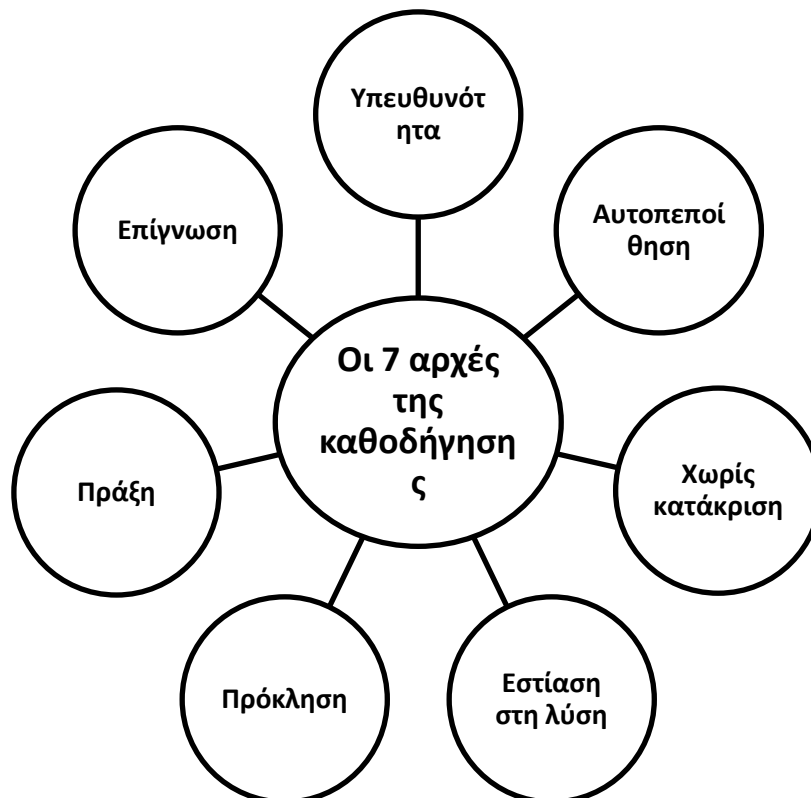 Υπευθυνότ
ητα
Αυτοπεποί
θηση
Χωρίς
κατάκριση
Εστίαση
στη λύση
Πρόκληση
Πράξη
Επίγνωση
Οι 7 αρχές
της
καθοδήγηση
ς